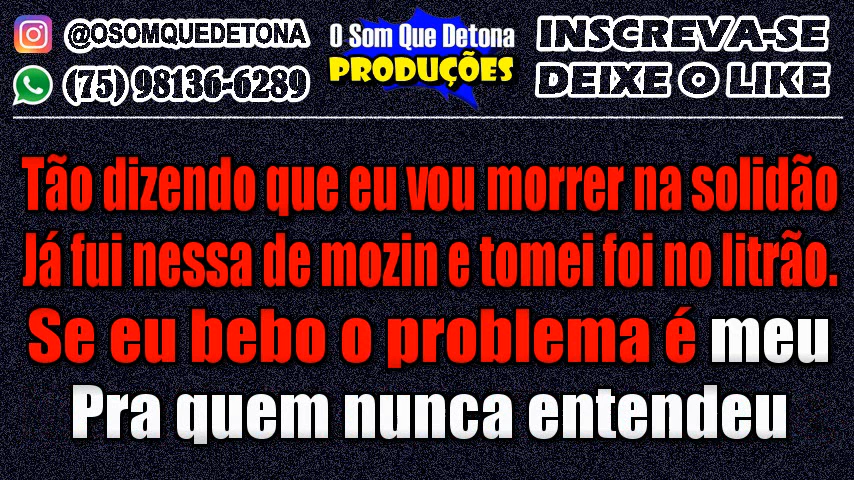 @OSOMQUEDETONA
(75) 98136-6289
O Som Que Detona
PRODUÇÕES
INSCREVA-SE
DEIXE O LIKE
Tão dizendo que eu vou morrer na solidão
Já fui nessa de mozin e tomei foi no litrão.
Se eu bebo o problema é meu
Pra quem nunca entendeu